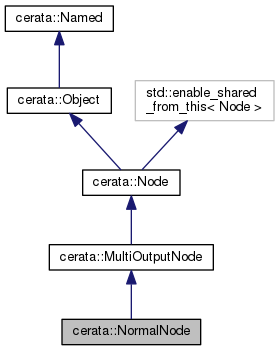 cerata::Named
cerata::Object
std::enable_shared
_from_this< Node >
cerata::Node
cerata::MultiOutputNode
cerata::NormalNode